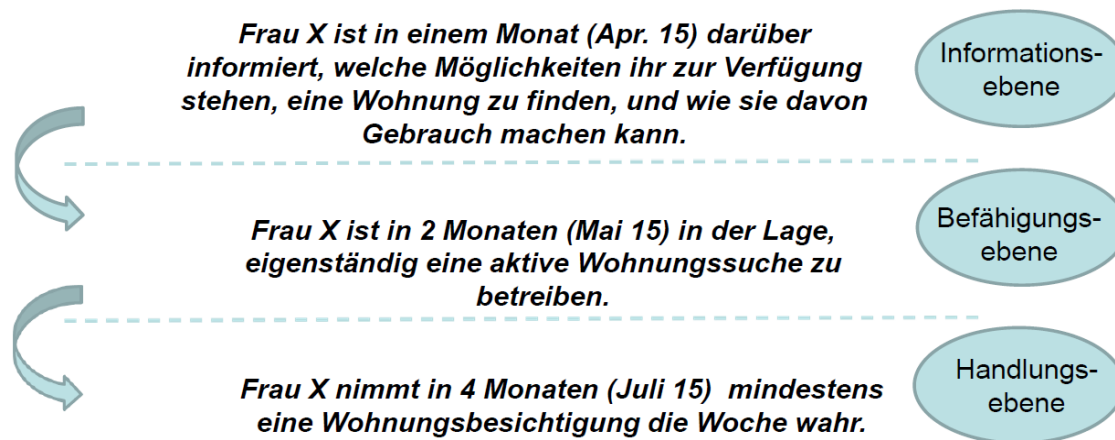 Frau X ist in einem Monat (Apr. 15) darüber
informiert, welche Möglichkeiten ihr zur Verfügung
stehen, eine Wohnung zu finden, und wie sie davon
Gebrauch machen kann.
Informations-
ebene
Frau X ist in 2 Monaten (Mai 15) in der Lage,
eigenständig eine aktive Wohnungssuche zu
betreiben.
Befähigungs-
ebene
Frau X nimmt in 4 Monaten (Juli 15) mindestens
eine Wohnungsbesichtigung die Woche wahr.
Handlungs-
ebene